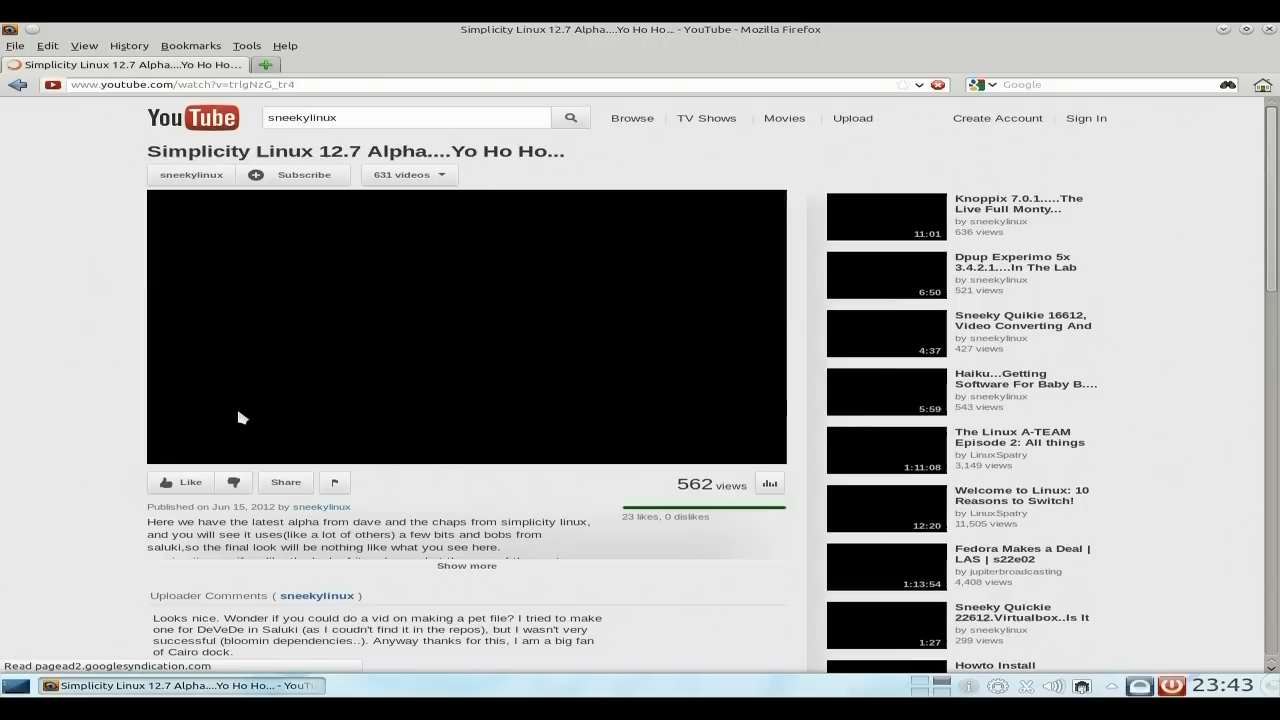 Simplicity Linux 12.7 Alpha....Yo Ho Ho... - YouTube - Mozilla Firefox
File Edit View History Bookmarks Tools Help
Simplicity Linux 12.7 Alpha....Yo Ho Ho...
www.youtube.com/watch?v=trlgNzG_tr4
Google
YouTube
sneekylinux
Browse TV Shows Movies Upload Create Account Sign In
Simplicity Linux 12.7 Alpha....Yo Ho Ho...
sneekylinux Subscribe 631 videos
Like Share
562 views
Published on Jun 15, 2012 by sneekylinux
23 likes, 0 dislikes
Here we have the latest alpha from dave and the chaps from simplicity linux,
and you will see it uses(like a lot of others) a few bits and bobs from
saluki,so the final look will be nothing like what you see here.
Show more
Uploader Comments ( sneekylinux )
Looks nice. Wonder if you could do a vid on making a pet file? I tried to make
one for DeVeDe in Saluki (as I coudn't find it in the repos), but I wasn't very
successful (bloomin dependencies..). Anyway thanks for this, I am a big fan
of Cairo dock.
11:01
Knoppix 7.0.1.....The
Live Full Monty...
by sneekylinux
636 views
6:50
Dpup Experimo 5x
3.4.2.1....In The Lab
by sneekylinux
521 views
4:37
Sneeky Quikie 16612,
Video Converting And
by sneekylinux
427 views
5:59
Haiku...Getting
Software For Baby B....
by sneekylinux
543 views
1:11:08
The Linux A-TEAM
Episode 2: All things
by LinuxSpatry
3,149 views
12:20
Welcome to Linux: 10
Reasons to Switch!
by LinuxSpatry
11,505 views
1:13:54
Fedora Makes a Deal |
LAS | s22e02
by jupiterbroadcasting
4,408 views
1:27
Sneeky Quickie
22612.Virtualbox..Is It
by sneekylinux
299 views
Howto Install
Read pagead2.googlesyndication.com
Simplicity Linux 12.7 Alpha....Yo Ho Ho... - YouTu
23:43